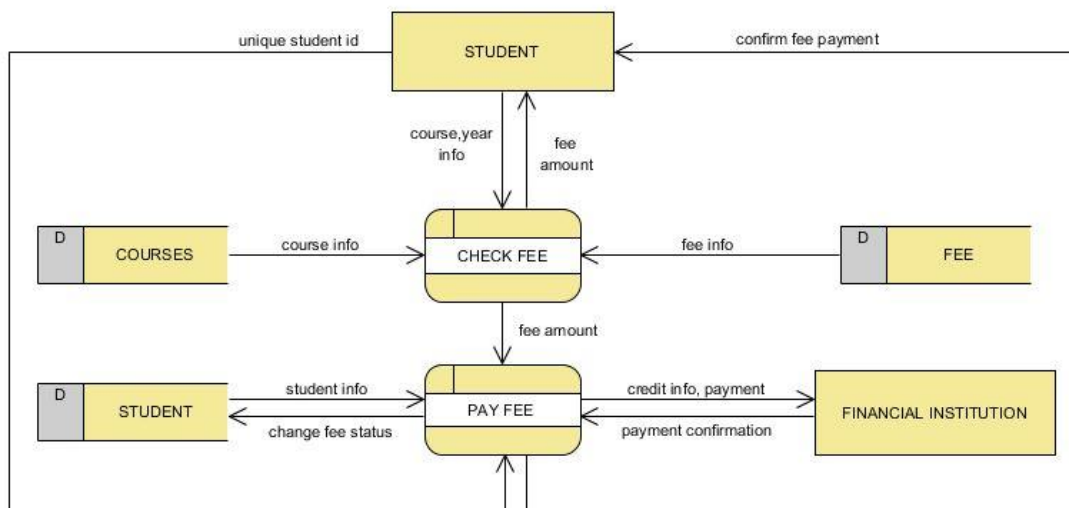 unique student id
STUDENT
confirm fee payment
course,year
info
fee
amount
D
COURSES
course info
CHECK FEE
fee info
D
FEE
fee amount
D
STUDENT
student info
change fee status
PAY FEE
credit info, payment
payment confirmation
FINANCIAL INSTITUTION